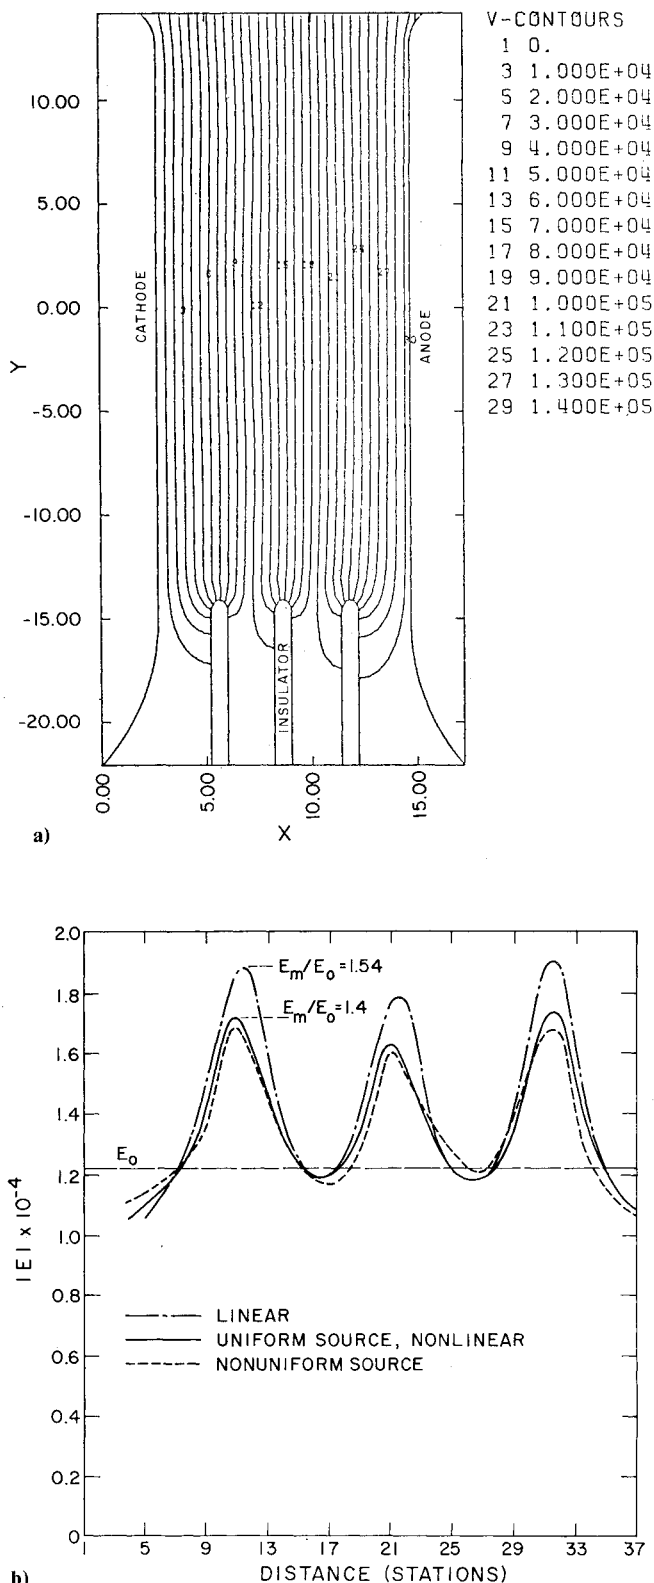 V-CONTOURS
1 0.
3 1.000E+04
5 2.000E+04
7 3.000E+04
9 4.000E+04
11 5.000E+04
13 6.000E+04
15 7.000E+04
17 8.000E+04
19 9.000E+04
21 1.000E+05
23 1.100E+05
25 1.200E+05
27 1.300E+05
29 1.400E+05
10.00
5.00
0.00
-5.00
-10.00
-15.00
-20.00
Y
CATHODE
ANODE
INSULATOR
0.00
5.00
10.00
15.00
X
a)
2.0
1.8
1.6
1.4
1.2
1.0
0.8
0.6
0.4
0.2
0
|E| x 10⁻⁴
Em/Eo=1.54
Em/Eo=1.4
Eo
LINEAR
UNIFORM SOURCE, NONLINEAR
NONUNIFORM SOURCE
1 5 9 13 17 21 25 29 33 37
DISTANCE (STATIONS)
b)